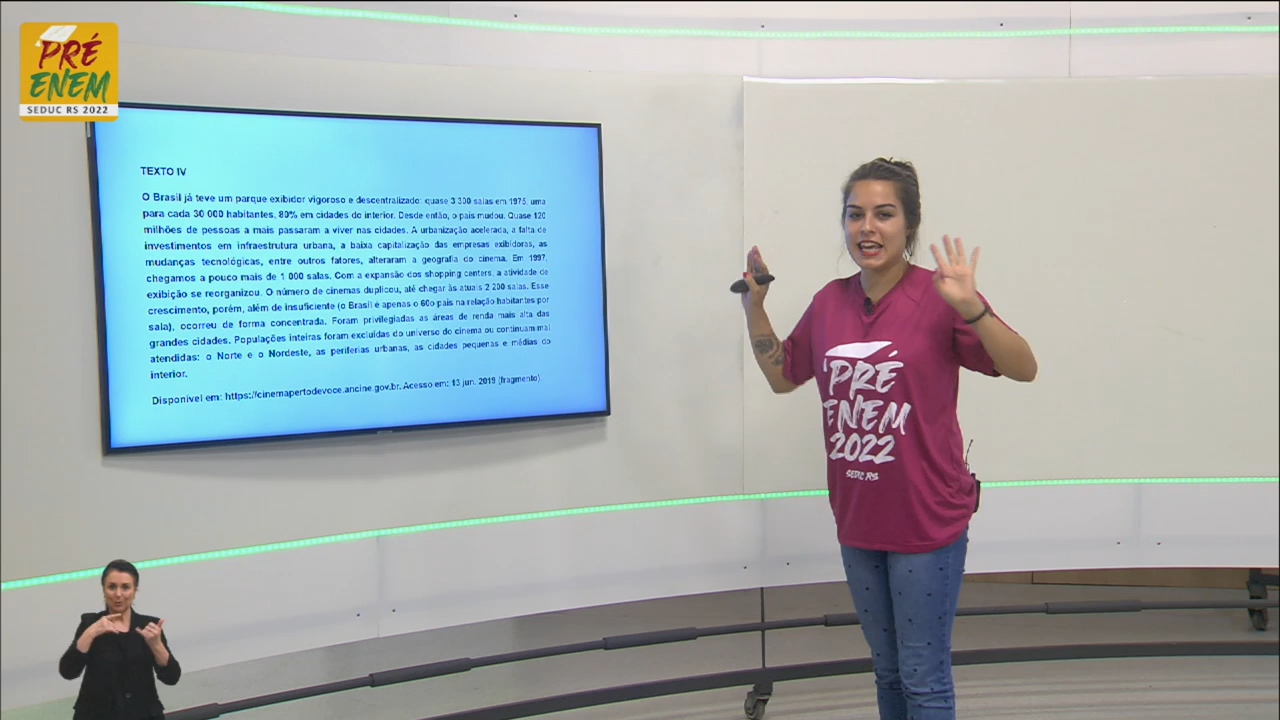 PRÉ
ENEM
SEDUC RS 2022
TEXTO IV
O Brasil já teve um parque exibidor vigoroso e descentralizado: quase 3 300 salas em 1975, uma
para cada 30 000 habitantes, 80% em cidades do interior. Desde então, o país mudou. Quase 120
milhões de pessoas a mais passaram a viver nas cidades. A urbanização acelerada, a falta de
investimentos em infraestrutura urbana, a baixa capitalização das empresas exibidoras, as
mudanças tecnológicas, entre outros fatores, alteraram a geografia do cinema. Em 1997,
chegamos a pouco mais de 1 000 salas. Com a expansão dos shopping centers, a atividade de
exibição se reorganizou. O número de cinemas duplicou, até chegar às atuais 2 200 salas. Esse
crescimento, porém, além de insuficiente (o Brasil é apenas o 60o país na relação habitantes por
sala), ocorreu de forma concentrada. Foram privilegiadas as áreas de renda mais alta das
grandes cidades. Populações inteiras foram excluídas do universo do cinema ou continuam mal
atendidas: o Norte e o Nordeste, as periferias urbanas, as cidades pequenas e médias do
interior.
Disponível em: https://cinemapertodevoce.ancine.gov.br. Acesso em: 13 jun. 2019 (fragmento).
PRÉ
ENEM
2022
SEDUC RS